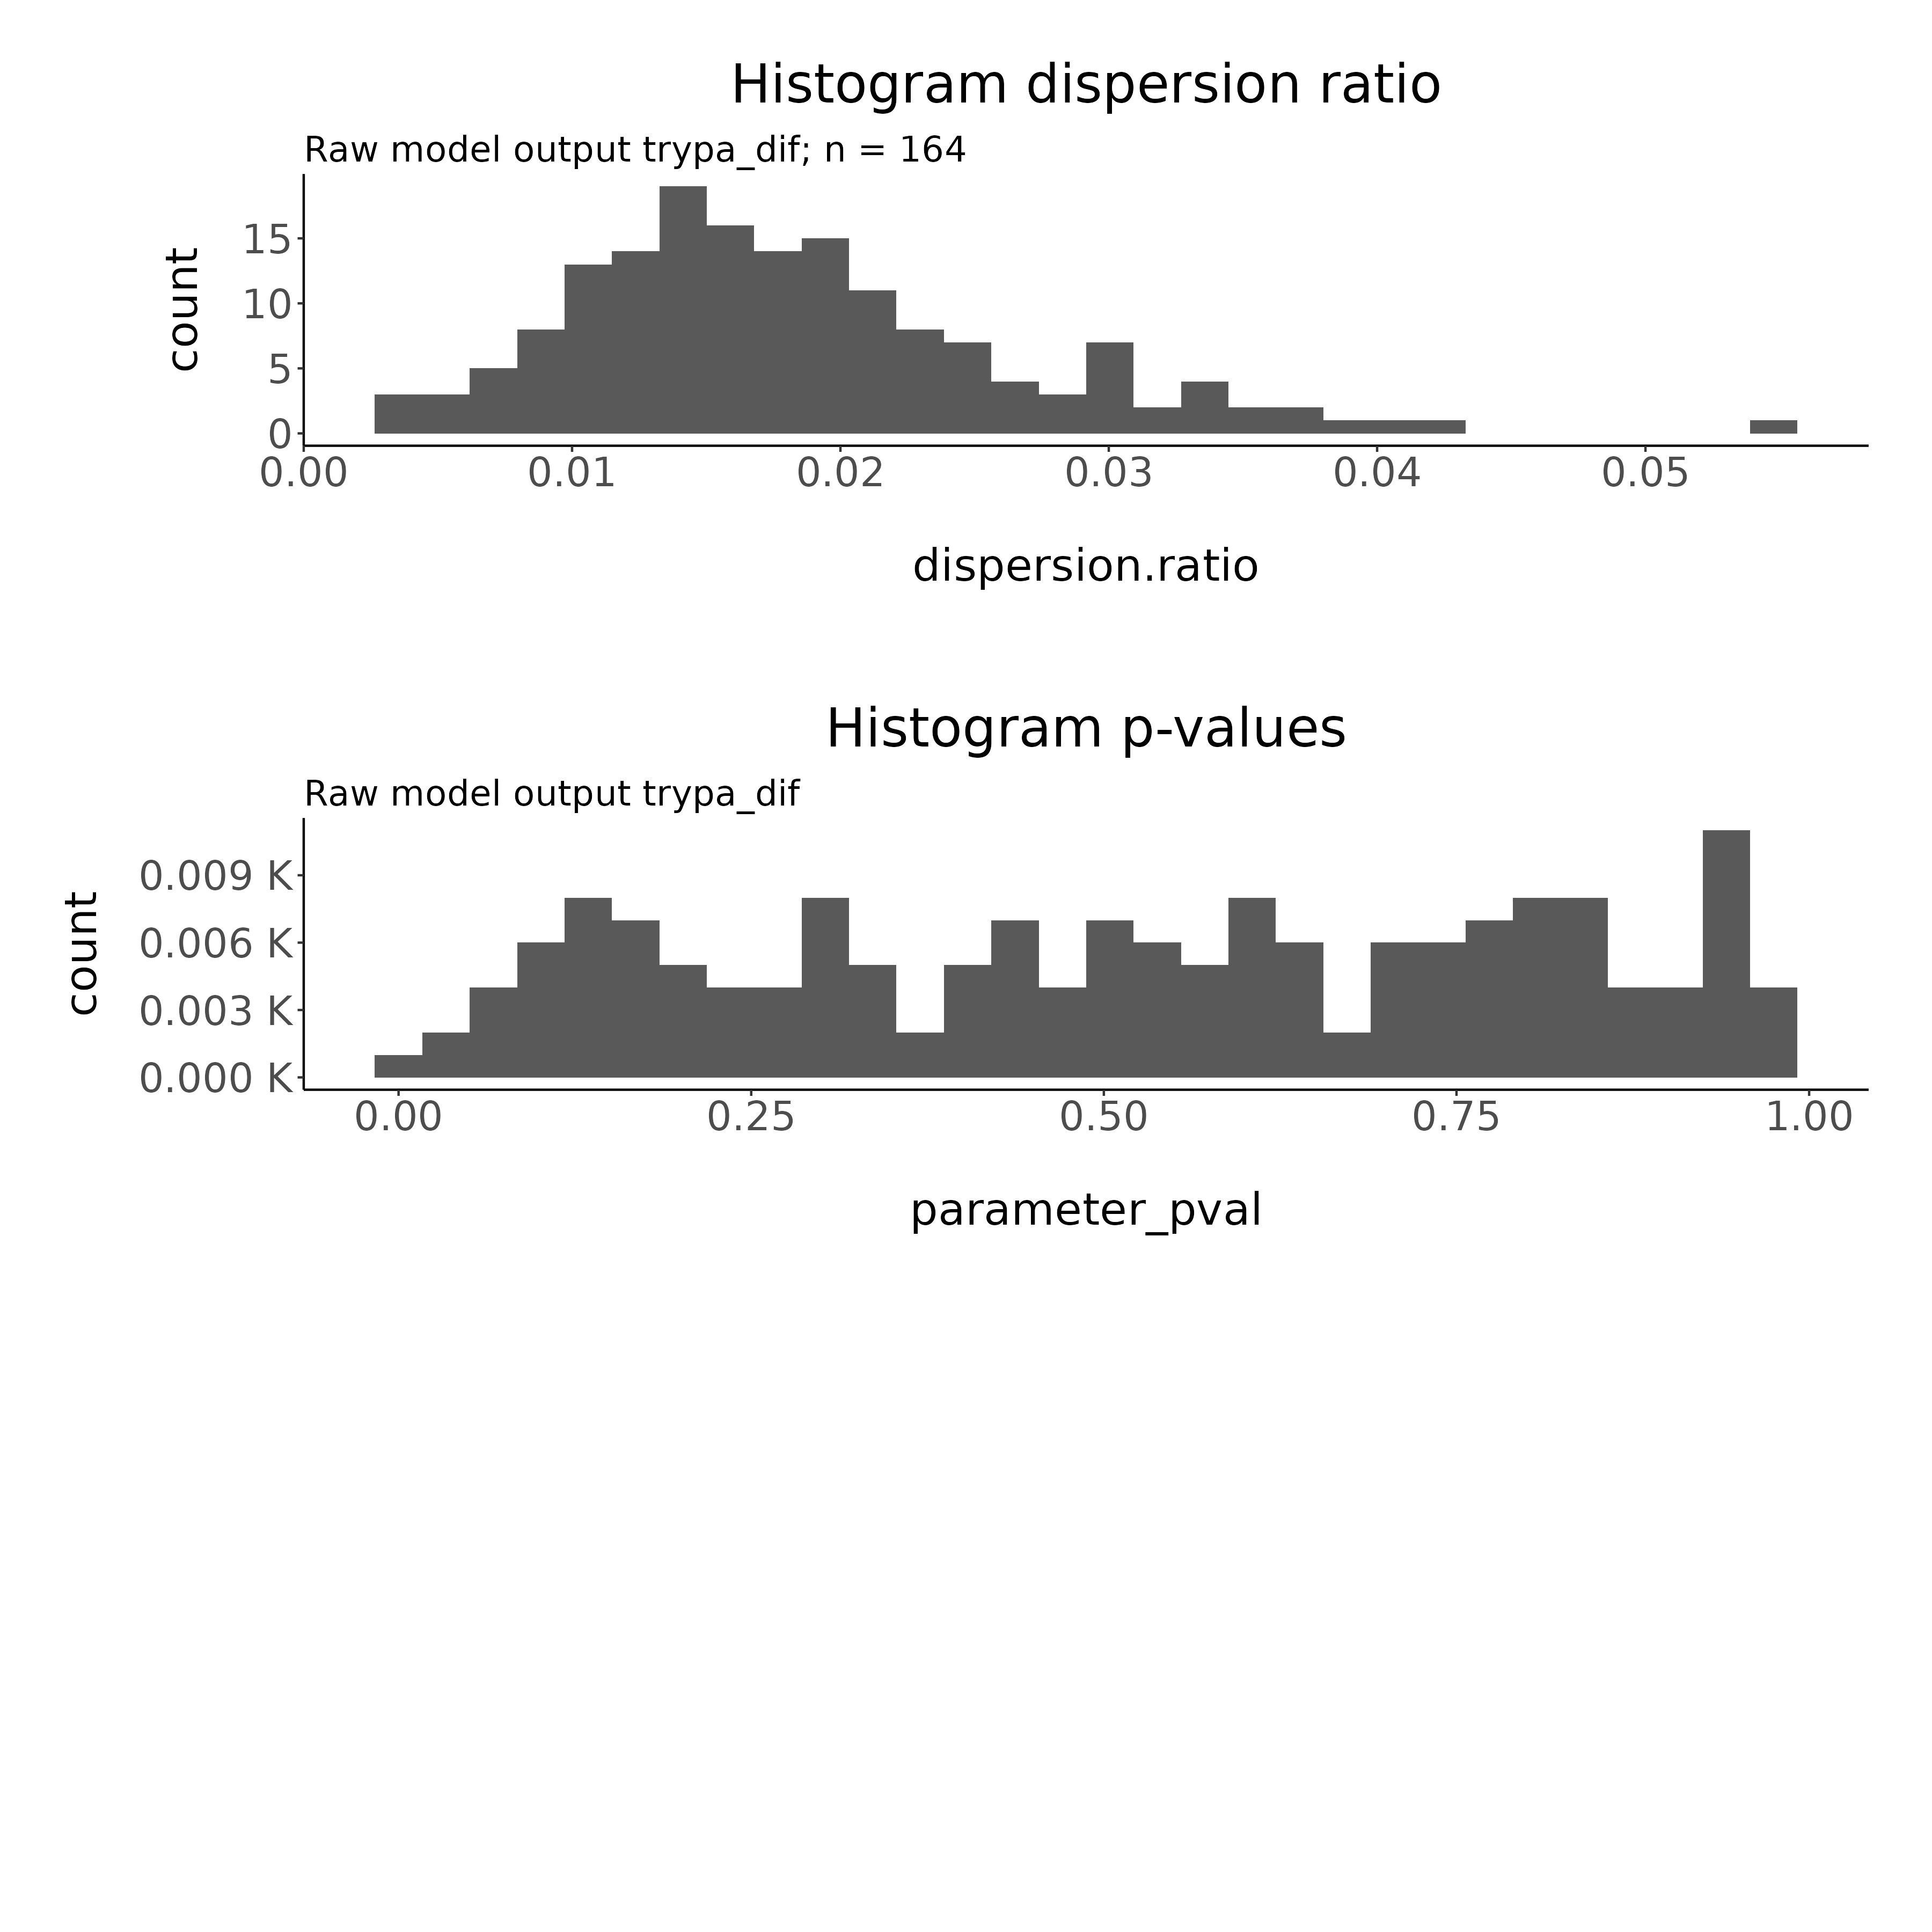 Histogram dispersion ratio
Raw model output trypa_dif; n = 164
count
15
10
5
0
0.00 0.01 0.02 0.03 0.04 0.05
dispersion.ratio
Histogram p-values
Raw model output trypa_dif
count
0.009 K
0.006 K
0.003 K
0.000 K
0.00 0.25 0.50 0.75 1.00
parameter_pval